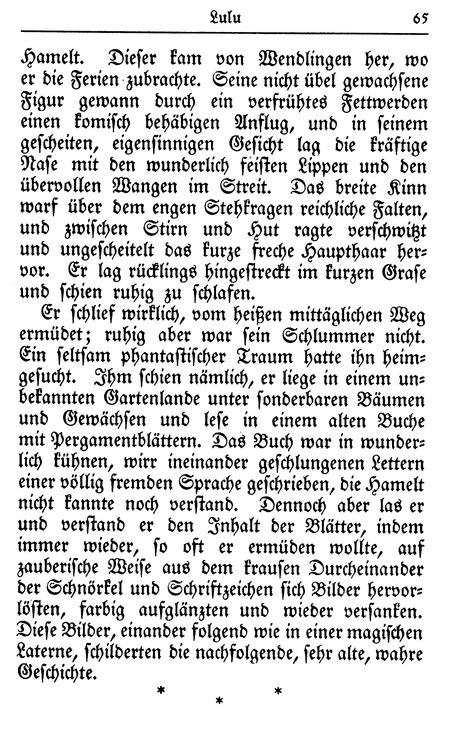 Lulu 65
Hamelt. Dieser kam von Wendlingen her, wo
er die Ferien zubrachte. Seine nicht übel gewachsene
Figur gewann durch ein verfrühtes Fettwerden
einen komisch behäbigen Anflug, und in seinem
gescheiten, eigensinnigen Gesicht lag die kräftige
Nase mit den wunderlich feisten Lippen und den
übervollen Wangen im Streit. Das breite Kinn
warf über dem engen Stehkragen reichliche Falten,
und zwischen Stirn und Hut ragte verschwitzt
und ungescheitelt das kurze freche Haupthaar her-
vor. Er lag rücklings hingestreckt im kurzen Grase
und schien ruhig zu schlafen.
Er schlief wirklich, vom heißen mittäglichen Weg
ermüdet; ruhig aber war sein Schlummer nicht.
Ein seltsam phantastischer Traum hatte ihn heim-
gesucht. Ihm schien nämlich, er liege in einem un-
bekannten Gartenlande unter sonderbaren Bäumen
und Gewächsen und lese in einem alten Buche
mit Pergamentblättern. Das Buch war in wunder-
lich kühnen, wirr ineinander geschlungenen Lettern
einer völlig fremden Sprache geschrieben, die Hamelt
nicht kannte noch verstand. Dennoch aber las er
und verstand er den Inhalt der Blätter, indem
immer wieder, so oft er ermüden wollte, auf
zauberische Weise aus dem krausen Durcheinander
der Schnörkel und Schriftzeichen sich Bilder hervor-
lösten, farbig aufglänzten und wieder versanken.
Diese Bilder, einander folgend wie in einer magischen
Laterne, schilderten die nachfolgende, sehr alte, wahre
Geschichte.
* * *